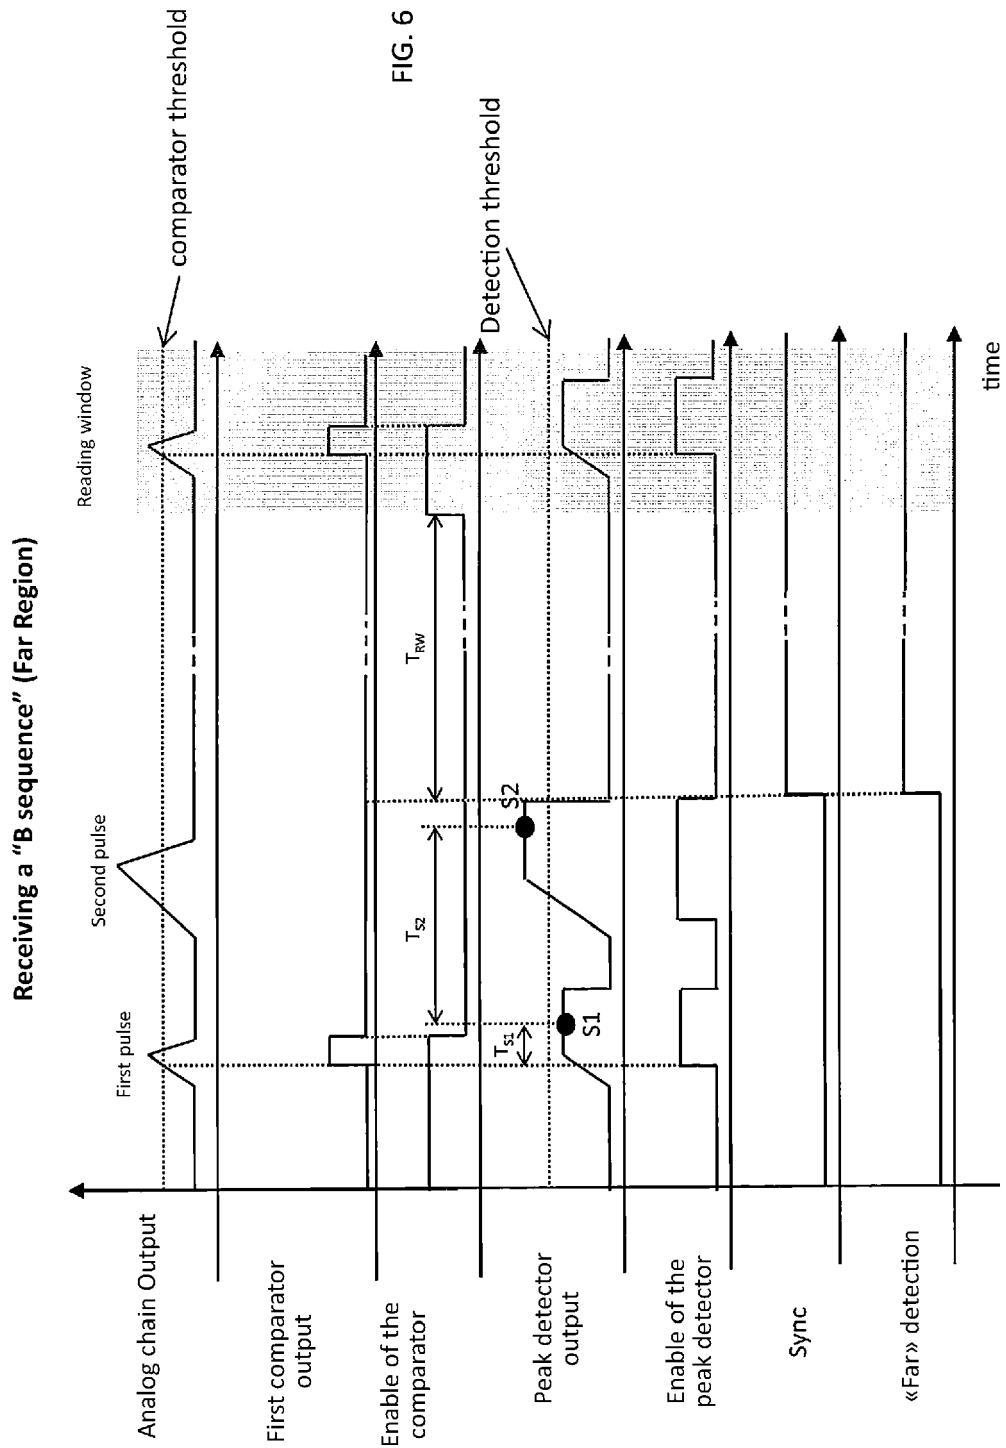 Receiving a “B sequence” (Far Region)
First pulse
Second pulse
Reading window
comparator threshold
Analog chain Output
First comparator
output
Enable of the
comparator
T_RW
T_S2
T_S1
FIG. 6
Detection threshold
Peak detector
output
S1
S2
Enable of the
peak detector
Sync
«Far» detection
time